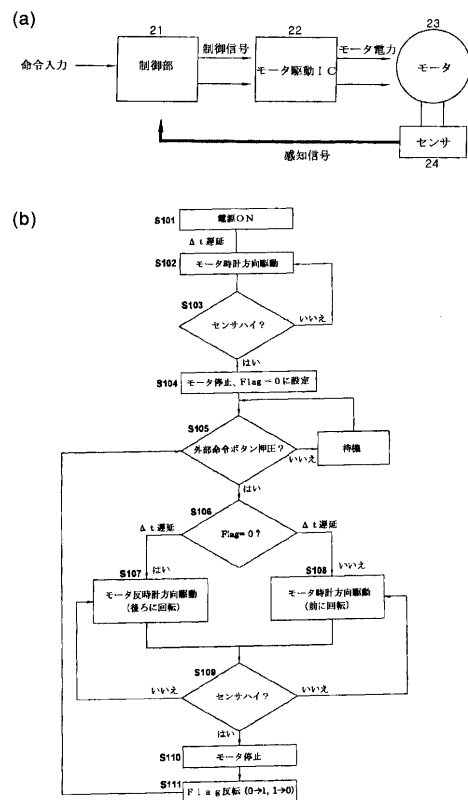 (a)
21
22
23
命令入力
制御部
制御信号
モータ駆動IC
モータ電力
モータ
センサ
24
感知信号
(b)
S101
電源ON
Δt遅延
S102
モータ時計方向駆動
S103
センサハイ?
いいえ
はい
S104
モータ停止、Flag=0に設定
S105
外部命令ボタン押圧?
いいえ
待機
はい
S106
Δt遅延
Flag=0?
Δt遅延
S107
はい
S108
いいえ
モータ反時計方向駆動
(後ろに回転)
モータ時計方向駆動
(前に回転)
S109
いいえ
センサハイ?
いいえ
はい
S110
モータ停止
S111
Flag反転(0→1, 1→0)